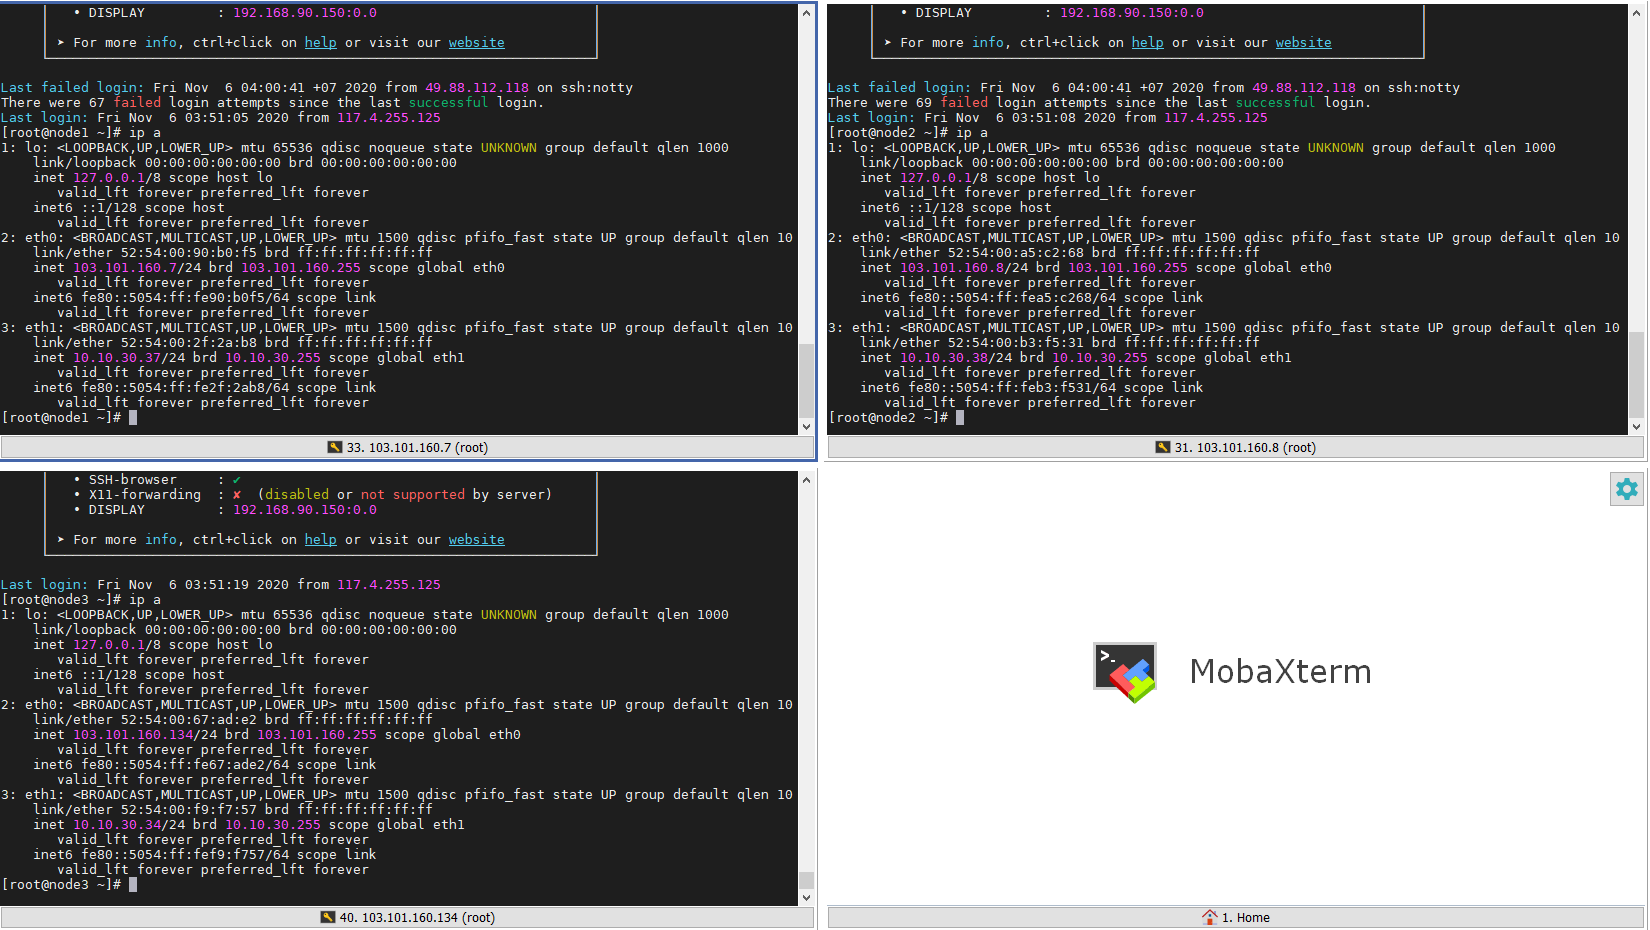 • DISPLAY : 192.168.90.150:0.0
➤ For more info, ctrl+click on help or visit our website
Last failed login: Fri Nov  6 04:00:41 +07 2020 from 49.88.112.118 on ssh:notty
There were 67 failed login attempts since the last successful login.
Last login: Fri Nov  6 03:51:05 2020 from 117.4.255.125
[root@node1 ~]# ip a
1: lo: <LOOPBACK,UP,LOWER_UP> mtu 65536 qdisc noqueue state UNKNOWN group default qlen 1000
link/loopback 00:00:00:00:00:00 brd 00:00:00:00:00:00
inet 127.0.0.1/8 scope host lo
valid_lft forever preferred_lft forever
inet6 ::1/128 scope host
valid_lft forever preferred_lft forever
2: eth0: <BROADCAST,MULTICAST,UP,LOWER_UP> mtu 1500 qdisc pfifo_fast state UP group default qlen 10
link/ether 52:54:00:90:b0:f5 brd ff:ff:ff:ff:ff:ff
inet 103.101.160.7/24 brd 103.101.160.255 scope global eth0
valid_lft forever preferred_lft forever
inet6 fe80::5054:ff:fe90:b0f5/64 scope link
valid_lft forever preferred_lft forever
3: eth1: <BROADCAST,MULTICAST,UP,LOWER_UP> mtu 1500 qdisc pfifo_fast state UP group default qlen 10
link/ether 52:54:00:2f:2a:b8 brd ff:ff:ff:ff:ff:ff
inet 10.10.30.37/24 brd 10.10.30.255 scope global eth1
valid_lft forever preferred_lft forever
inet6 fe80::5054:ff:fe2f:2ab8/64 scope link
valid_lft forever preferred_lft forever
[root@node1 ~]#
33. 103.101.160.7 (root)
• DISPLAY : 192.168.90.150:0.0
➤ For more info, ctrl+click on help or visit our website
Last failed login: Fri Nov  6 04:00:41 +07 2020 from 49.88.112.118 on ssh:notty
There were 69 failed login attempts since the last successful login.
Last login: Fri Nov  6 03:51:08 2020 from 117.4.255.125
[root@node2 ~]# ip a
1: lo: <LOOPBACK,UP,LOWER_UP> mtu 65536 qdisc noqueue state UNKNOWN group default qlen 1000
link/loopback 00:00:00:00:00:00 brd 00:00:00:00:00:00
inet 127.0.0.1/8 scope host lo
valid_lft forever preferred_lft forever
inet6 ::1/128 scope host
valid_lft forever preferred_lft forever
2: eth0: <BROADCAST,MULTICAST,UP,LOWER_UP> mtu 1500 qdisc pfifo_fast state UP group default qlen 10
link/ether 52:54:00:a5:c2:68 brd ff:ff:ff:ff:ff:ff
inet 103.101.160.8/24 brd 103.101.160.255 scope global eth0
valid_lft forever preferred_lft forever
inet6 fe80::5054:ff:fea5:c268/64 scope link
valid_lft forever preferred_lft forever
3: eth1: <BROADCAST,MULTICAST,UP,LOWER_UP> mtu 1500 qdisc pfifo_fast state UP group default qlen 10
link/ether 52:54:00:b3:f5:31 brd ff:ff:ff:ff:ff:ff
inet 10.10.30.38/24 brd 10.10.30.255 scope global eth1
valid_lft forever preferred_lft forever
inet6 fe80::5054:ff:feb3:f531/64 scope link
valid_lft forever preferred_lft forever
[root@node2 ~]#
31. 103.101.160.8 (root)
• SSH-browser : ✔
• X11-forwarding : ✘ (disabled or not supported by server)
• DISPLAY : 192.168.90.150:0.0
➤ For more info, ctrl+click on help or visit our website
Last login: Fri Nov  6 03:51:19 2020 from 117.4.255.125
[root@node3 ~]# ip a
1: lo: <LOOPBACK,UP,LOWER_UP> mtu 65536 qdisc noqueue state UNKNOWN group default qlen 1000
link/loopback 00:00:00:00:00:00 brd 00:00:00:00:00:00
inet 127.0.0.1/8 scope host lo
valid_lft forever preferred_lft forever
inet6 ::1/128 scope host
valid_lft forever preferred_lft forever
2: eth0: <BROADCAST,MULTICAST,UP,LOWER_UP> mtu 1500 qdisc pfifo_fast state UP group default qlen 10
link/ether 52:54:00:67:ad:e2 brd ff:ff:ff:ff:ff:ff
inet 103.101.160.134/24 brd 103.101.160.255 scope global eth0
valid_lft forever preferred_lft forever
inet6 fe80::5054:ff:fe67:ade2/64 scope link
valid_lft forever preferred_lft forever
3: eth1: <BROADCAST,MULTICAST,UP,LOWER_UP> mtu 1500 qdisc pfifo_fast state UP group default qlen 10
link/ether 52:54:00:f9:f7:57 brd ff:ff:ff:ff:ff:ff
inet 10.10.30.34/24 brd 10.10.30.255 scope global eth1
valid_lft forever preferred_lft forever
inet6 fe80::5054:ff:fef9:f757/64 scope link
valid_lft forever preferred_lft forever
[root@node3 ~]#
40. 103.101.160.134 (root)
>_
MobaXterm
1. Home